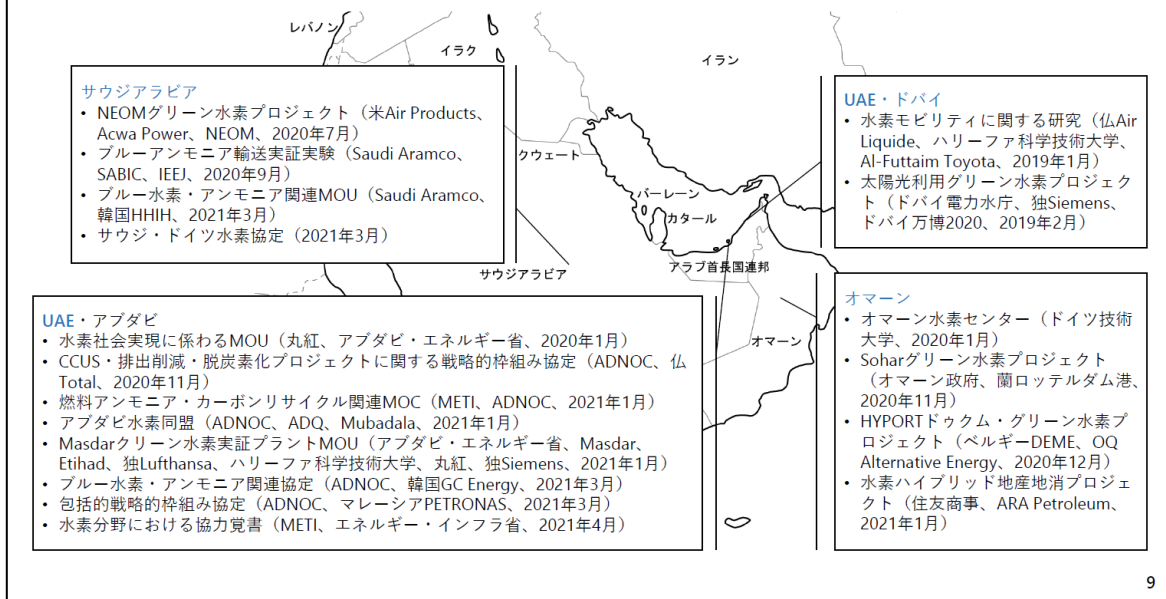 レバノン
イラク
イラン
クウェート
バーレーン
カタール
アラブ首長国連邦
サウジアラビア
オマーン
サウジアラビア
• NEOMグリーン水素プロジェクト（米Air Products、
Acwa Power、NEOM、2020年7月）
• ブルーアンモニア輸送実証実験（Saudi Aramco、
SABIC、IEEJ、2020年9月）
• ブルー水素・アンモニア関連MOU（Saudi Aramco、
韓国HHIH、2021年3月）
• サウジ・ドイツ水素協定（2021年3月）
UAE・ドバイ
• 水素モビリティに関する研究（仏Air
Liquide、ハリーファ科学技術大学、
Al-Futtaim Toyota、2019年1月）
• 太陽光利用グリーン水素プロジェク
ト（ドバイ電力水庁、独Siemens、
ドバイ万博2020、2019年2月）
UAE・アブダビ
• 水素社会実現に係わるMOU（丸紅、アブダビ・エネルギー省、2020年1月）
• CCUS・排出削減・脱炭素化プロジェクトに関する戦略的枠組み協定（ADNOC、仏
Total、2020年11月）
• 燃料アンモニア・カーボンリサイクル関連MOC（METI、ADNOC、2021年1月）
• アブダビ水素同盟（ADNOC、ADQ、Mubadala、2021年1月）
• Masdarクリーン水素実証プラントMOU（アブダビ・エネルギー省、Masdar、
Etihad、独Lufthansa、ハリーファ科学技術大学、丸紅、独Siemens、2021年1月）
• ブルー水素・アンモニア関連協定（ADNOC、韓国GC Energy、2021年3月）
• 包括的戦略的枠組み協定（ADNOC、マレーシアPETRONAS、2021年3月）
• 水素分野における協力覚書（METI、エネルギー・インフラ省、2021年4月）
オマーン
• オマーン水素センター（ドイツ技術
大学、2020年1月）
• Soharグリーン水素プロジェクト
（オマーン政府、蘭ロッテルダム港、
2020年11月）
• HYPORTドゥクム・グリーン水素プ
ロジェクト（ベルギーDEME、OQ
Alternative Energy、2020年12月）
• 水素ハイブリッド地産地消プロジェ
クト（住友商事、ARA Petroleum、
2021年1月）
9